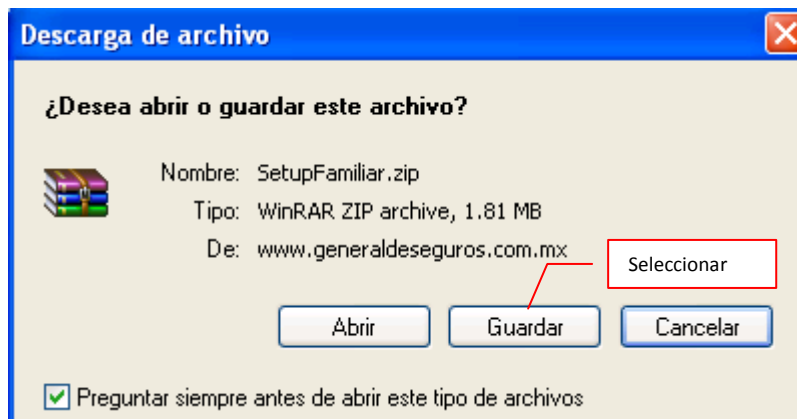 Descarga de archivo
¿Desea abrir o guardar este archivo?
Nombre: SetupFamiliar.zip
Tipo: WinRAR ZIP archive, 1.81 MB
De: www.generaldeseguros.com.mx
Seleccionar
Abrir Guardar Cancelar
Preguntar siempre antes de abrir este tipo de archivos